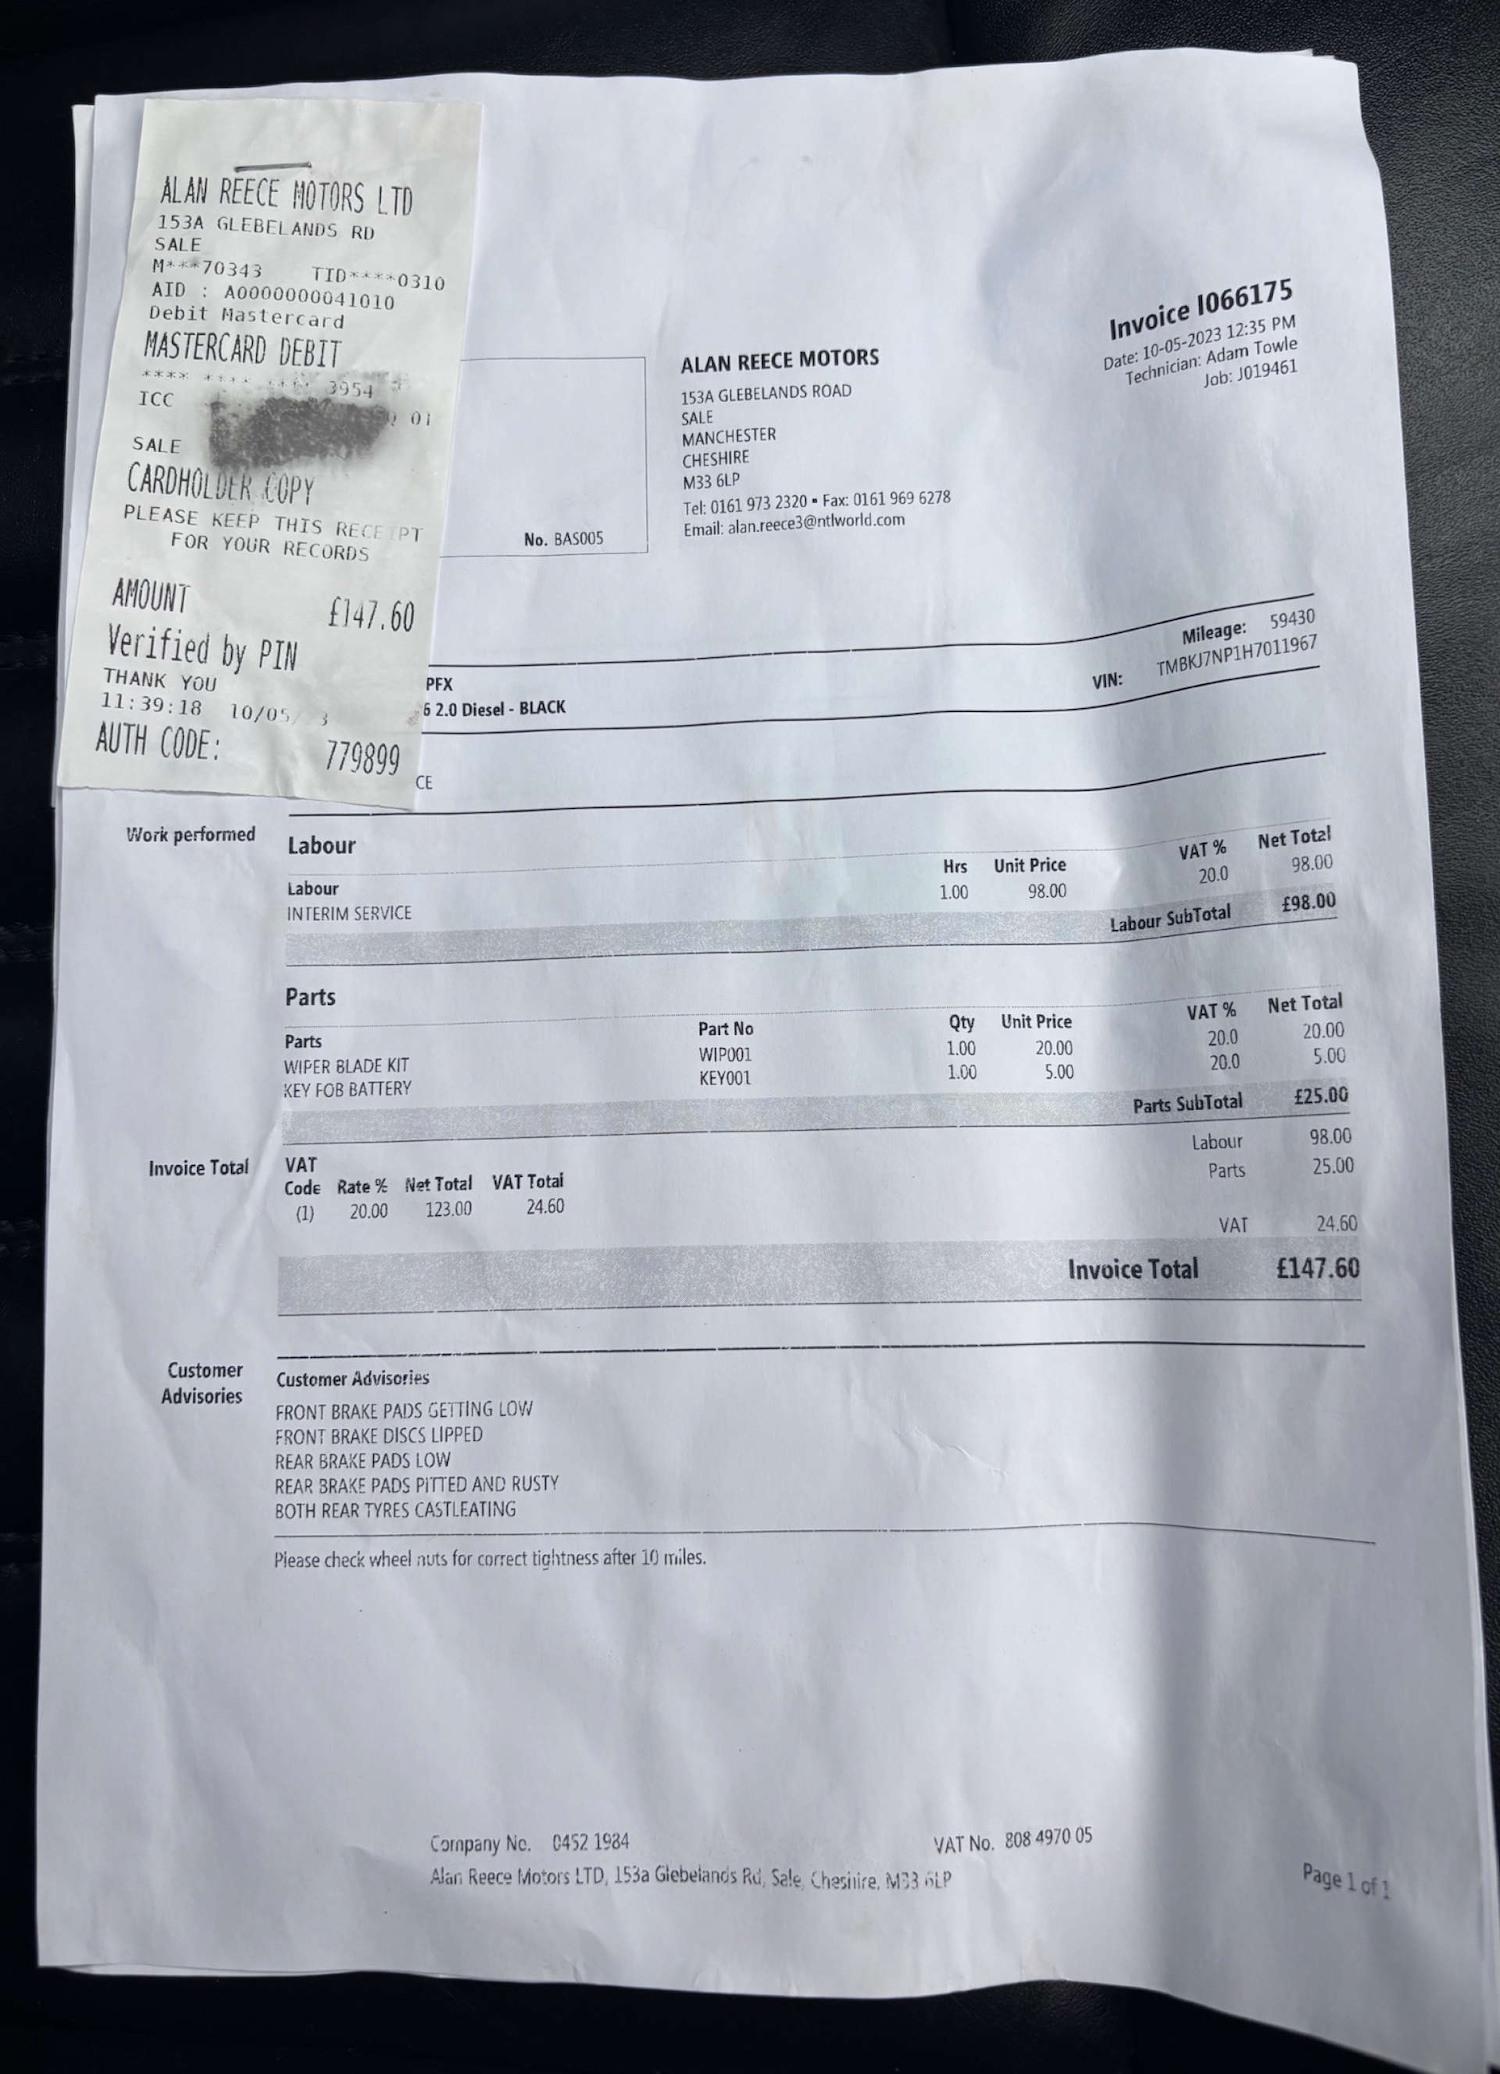 ALAN REECE MOTORS LTD
153A GLEBELANDS RD
SALE
M***70343 TID****0310
AID : A0000000041010
Debit Mastercard
MASTERCARD DEBIT
**** **** **** 3954
ICC 01
SALE
CARDHOLDER COPY
PLEASE KEEP THIS RECEIPT
FOR YOUR RECORDS
AMOUNT £147.60
Verified by PIN
THANK YOU
11:39:18 10/05/ 3
AUTH CODE: 779899
No. BAS005
ALAN REECE MOTORS
153A GLEBELANDS ROAD
SALE
MANCHESTER
CHESHIRE
M33 6LP
Tel: 0161 973 2320 • Fax: 0161 969 6278
Email: alan.reece3@ntlworld.com
Invoice I066175
Date: 10-05-2023 12:35 PM
Technician: Adam Towle
Job: J019461
PFX
6 2.0 Diesel - BLACK
Mileage: 59430
VIN: TMBKJ7NP1H7011967
CE
Work performed
Labour
Labour Hrs Unit Price VAT % Net Total
INTERIM SERVICE 1.00 98.00 20.0 98.00
Labour SubTotal £98.00
Parts
Parts Part No Qty Unit Price VAT % Net Total
WIPER BLADE KIT WIP001 1.00 20.00 20.0 20.00
KEY FOB BATTERY KEY001 1.00 5.00 20.0 5.00
Parts SubTotal £25.00
Invoice Total
VAT
Code Rate % Net Total VAT Total
(1) 20.00 123.00 24.60
Labour 98.00
Parts 25.00
VAT 24.60
Invoice Total £147.60
Customer
Advisories
Customer Advisories
FRONT BRAKE PADS GETTING LOW
FRONT BRAKE DISCS LIPPED
REAR BRAKE PADS LOW
REAR BRAKE PADS PITTED AND RUSTY
BOTH REAR TYRES CASTLEATING
Please check wheel nuts for correct tightness after 10 miles.
Company No. 0452 1984
VAT No. 808 4970 05
Alan Reece Motors LTD, 153a Glebelands Rd, Sale, Cheshire, M33 6LP
Page 1 of 1